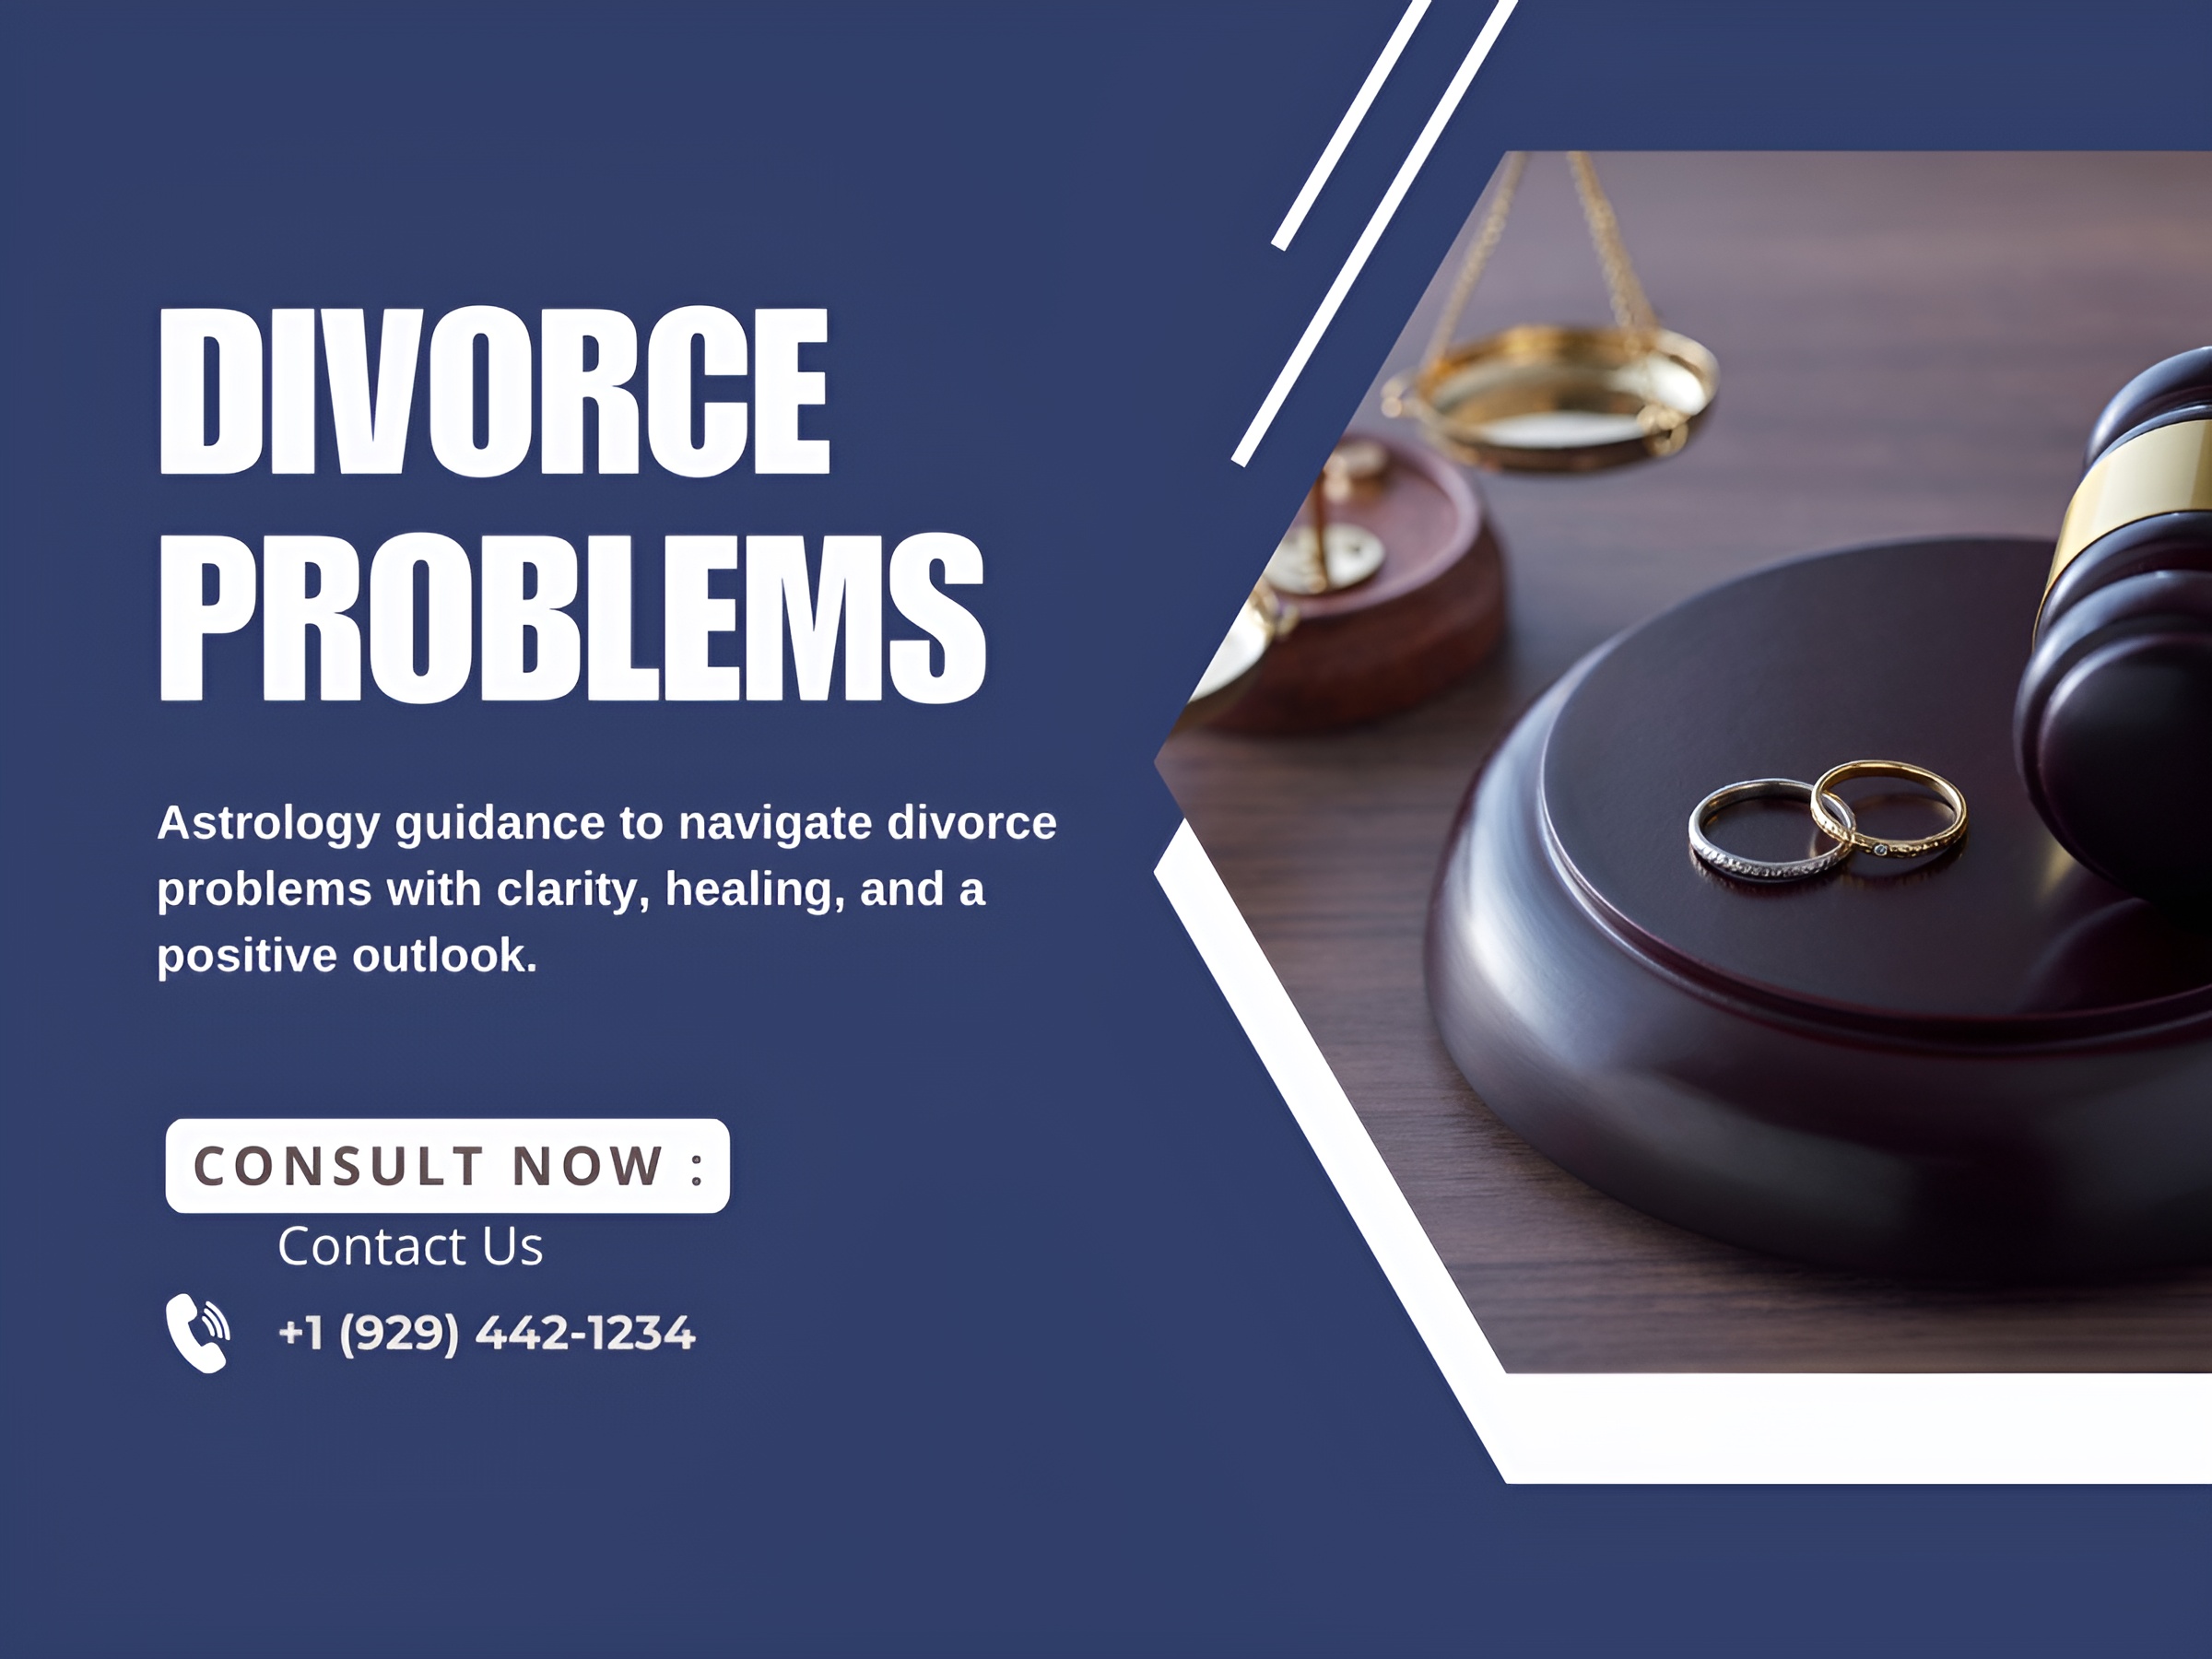 DIVORCE
PROBLEMS
Astrology guidance to navigate divorce
problems with clarity, healing, and a
positive outlook.
CONSULT NOW :
Contact Us
+1 (929) 442-1234